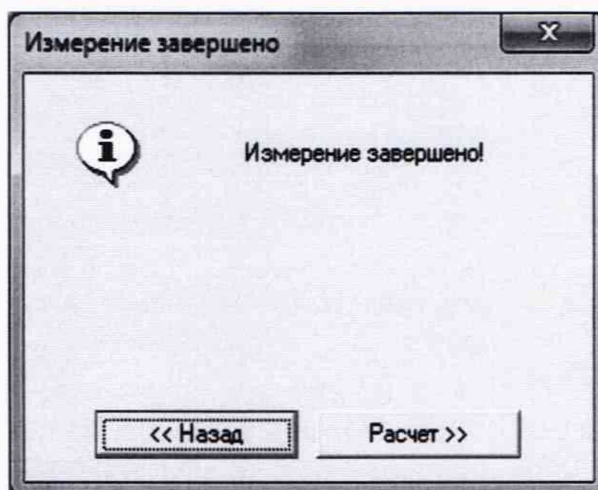 Измерение завершено
Измерение завершено!
<< Назад
Расчет >>